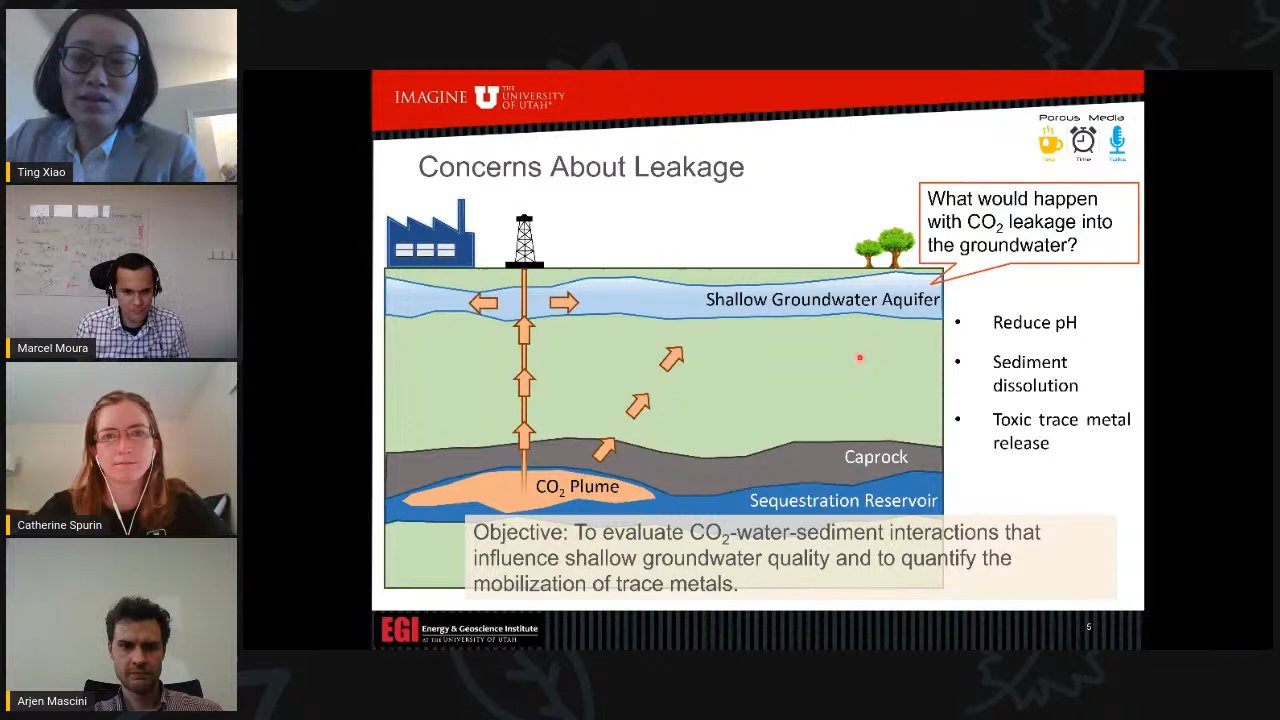 Ting Xiao
Marcel Moura
Catherine Spurin
Arjen Mascini
IMAGINE U THE UNIVERSITY OF UTAH®
Porous Media
Tea Time Talks
Concerns About Leakage
What would happen
with CO₂ leakage into
the groundwater?
Shallow Groundwater Aquifer
• Reduce pH
• Sediment
dissolution
• Toxic trace metal
release
Caprock
CO₂ Plume
Sequestration Reservoir
Objective: To evaluate CO₂-water-sediment interactions that
influence shallow groundwater quality and to quantify the
mobilization of trace metals.
EGI Energy & Geoscience Institute
AT THE UNIVERSITY OF UTAH
5